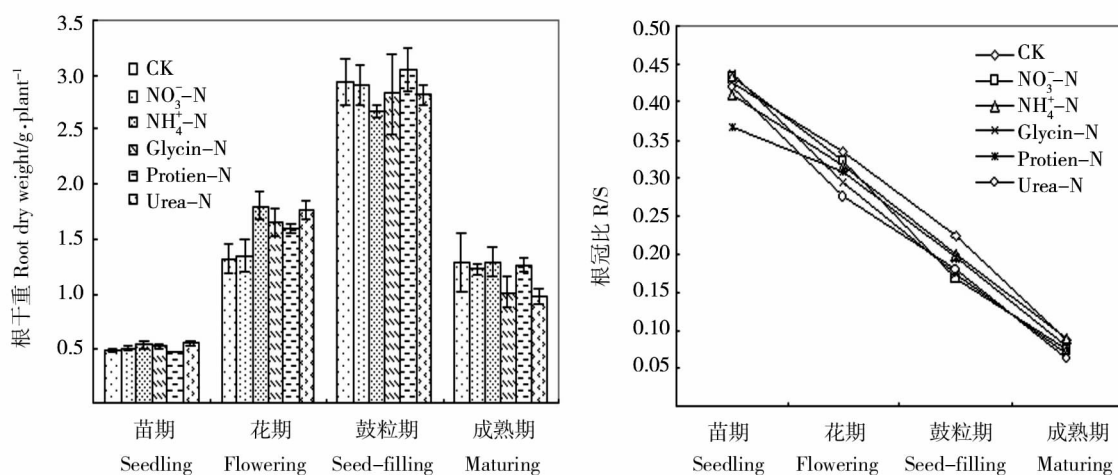 3.5
3.0
2.5
2.0
1.5
1.0
0.5
根干重 Root dry weight/g·plant⁻¹
CK
NO₃⁻–N
NH₄⁺–N
Glycin–N
Protien–N
Urea–N
苗期 花期 鼓粒期 成熟期
Seedling Flowering Seed–filling Maturing
0.50
0.45
0.40
0.35
0.30
0.25
0.20
0.15
0.10
0.05
根冠比 R/S
CK
NO₃⁻–N
NH₄⁺–N
Glycin–N
Protien–N
Urea–N
苗期 花期 鼓粒期 成熟期
Seedling Flowering Seed–filling Maturing